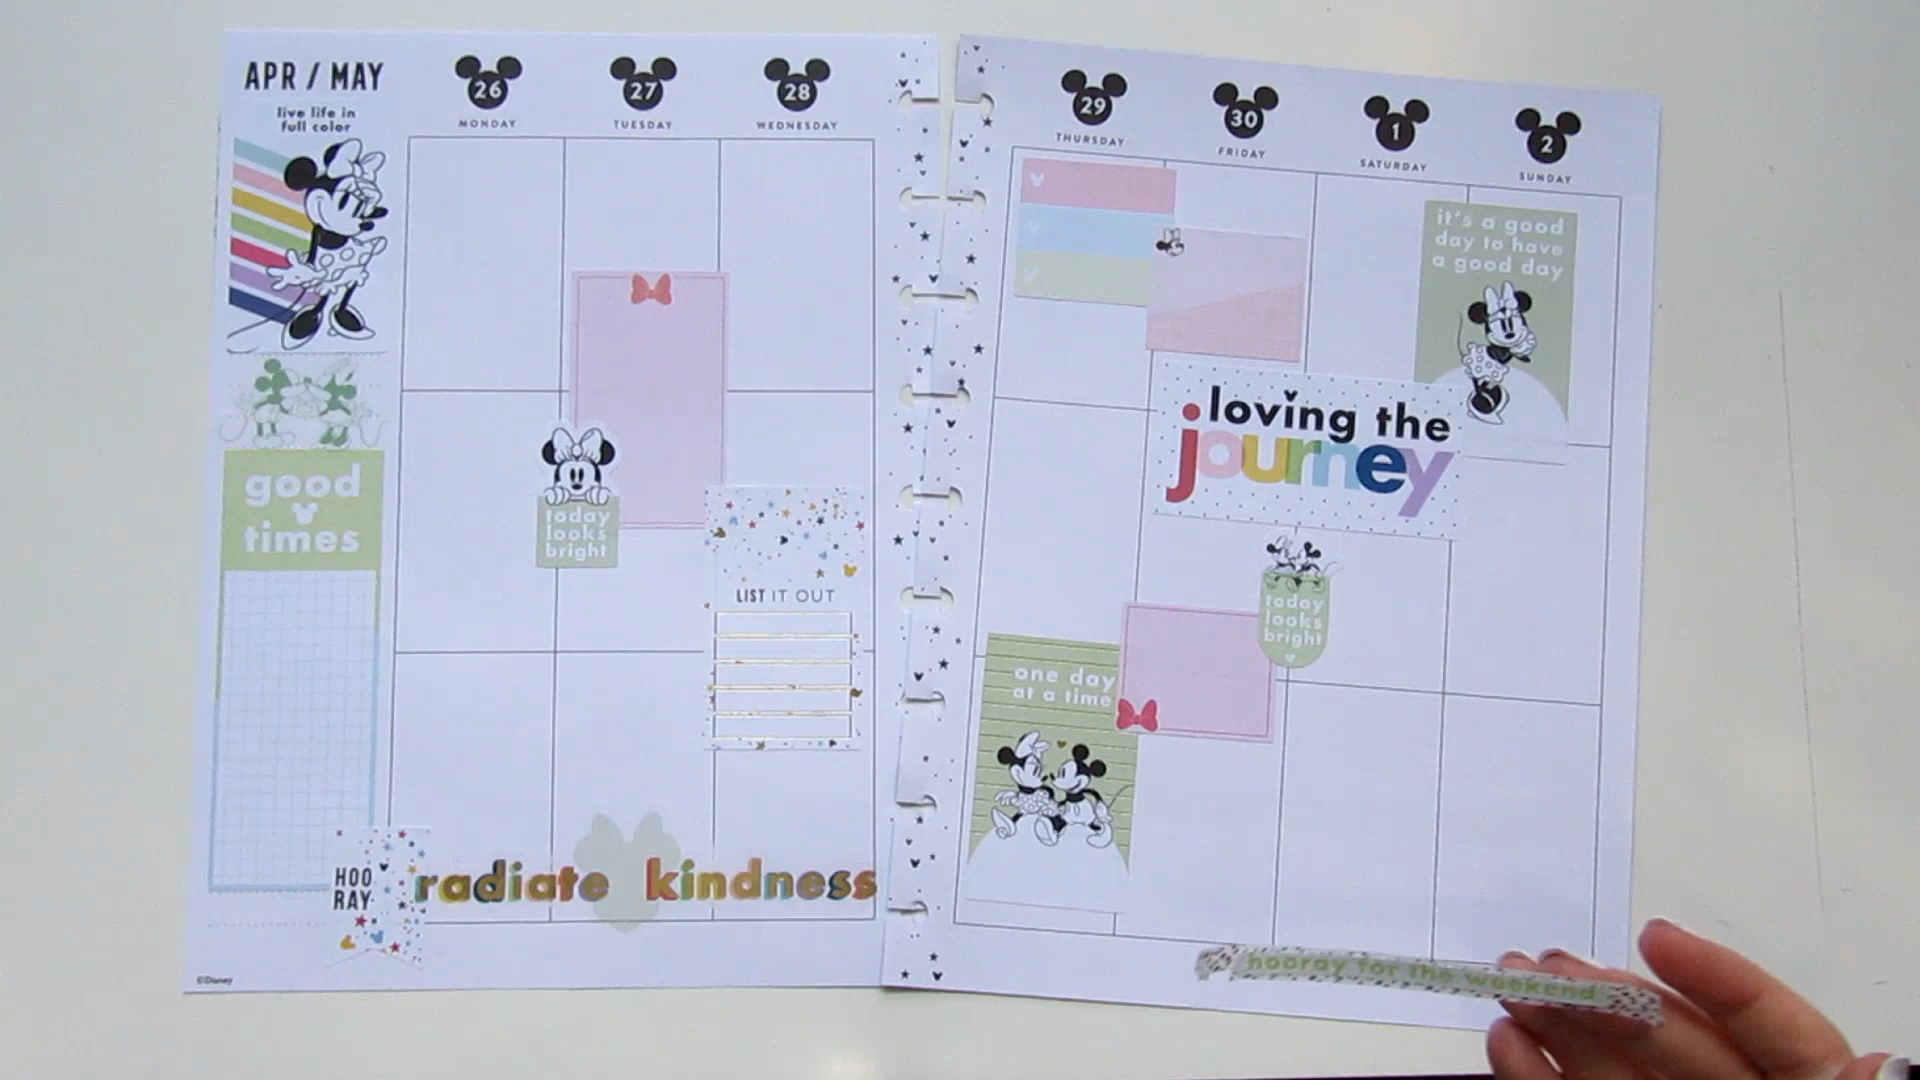 APR / MAY
live life in
full color
good
times
HOO
RAY
©Disney
26
MONDAY
27
TUESDAY
28
WEDNESDAY
today
looks
bright
LIST IT OUT
radiate kindness
29
THURSDAY
30
FRIDAY
1
SATURDAY
2
SUNDAY
it's a good
day to have
a good day
loving the
journey
today
looks
bright
one day
at a time
hooray for the weekend